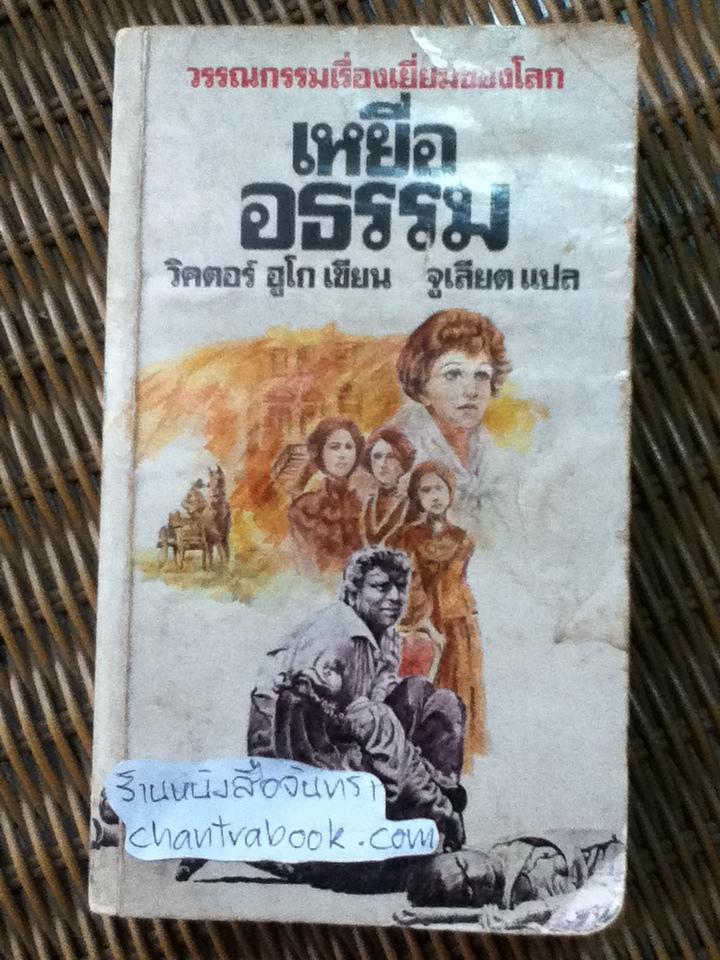 วรรณกรรมเรื่องเยี่ยมของโลก
เหยื่อ
อธรรม
วิคตอร์ ฮูโก เขียน จูเลียต แปล
ร้านหนังสือจันทรา
chantrabook.com